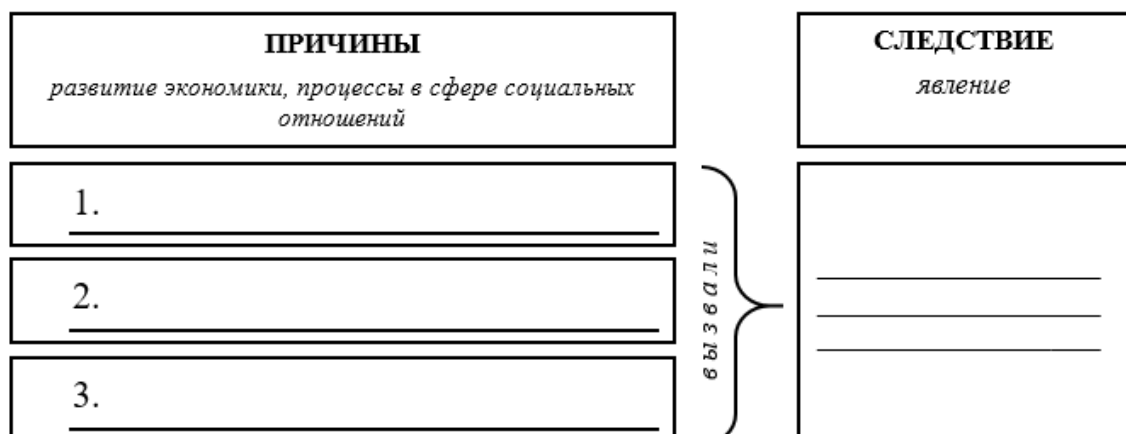 ПРИЧИНЫ
развитие экономики, процессы в сфере социальных
отношений
СЛЕДСТВИЕ
явление
1.
2.
3.
вызвали